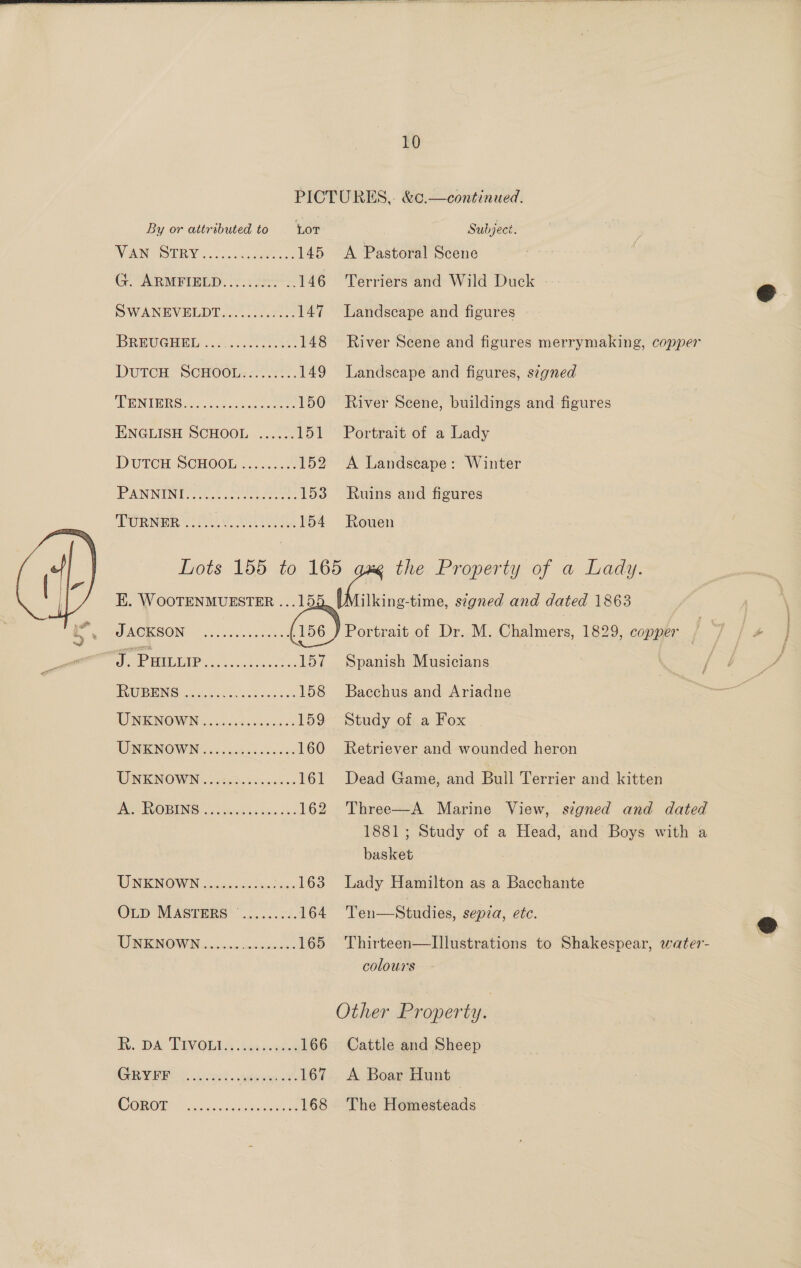 10
PICTURES, &c.—continued.
By or attributed to LOT Subject.
VAN STRY ............... 145 A Pastoral Scene
G. ARMFIELD............ 146 Terriers and Wild Duck
SWANEVELDT............ 147 Landscape and figures
BREUGHEL ............... 148 River Scene and figures merrymaking, copper
DUTCH SCHOOL......... 149 Landscape and figures, signed
TENIERS.................. 150 River Scene, buildings and figures
ENGLISH SCHOOL ...... 151 Portrait of a Lady
DUTCH SCHOOL ......... 152 A Landscape: Winter
PANNINI.................. 153 Ruins and figures
TURNER .................. 154 Rouen
Lots 155 to 165 are the Property of a Lady.
E. WOOTENMUESTER ... 155 Milking-time, signed and dated 1863
JACKSON ............... 156 Portrait of Dr. M. Chalmers, 1829, copper
J. PHILLIP ............... 157 Spanish Musicians
RUBENS .................. 158 Bacchus and Ariadne
UNKNOWN ............... 159 Study of a Fox
UNKNOWN ............... 160 Retriever and wounded heron
UNKNOWN ............... 161 Dead Game, and Bull Terrier and kitten
A. ROBINS ............... 162 Three—A Marine View, signed and dated
1881; Study of a Head, and Boys with a
basket
UNKNOWN ............... 163 Lady Hamilton as a Bacchante
OLD MASTERS ......... 164 Ten—Studies, sepia, etc.
UNKNOWN ............... 165 Thirteen—Illustrations to Shakespear, water-
colours
Other Property.
R. DA TIVOLI............ 166 Cattle and Sheep
GRYFF .................. 167 A Boar Hunt
COROT .................. 168 The Homesteads